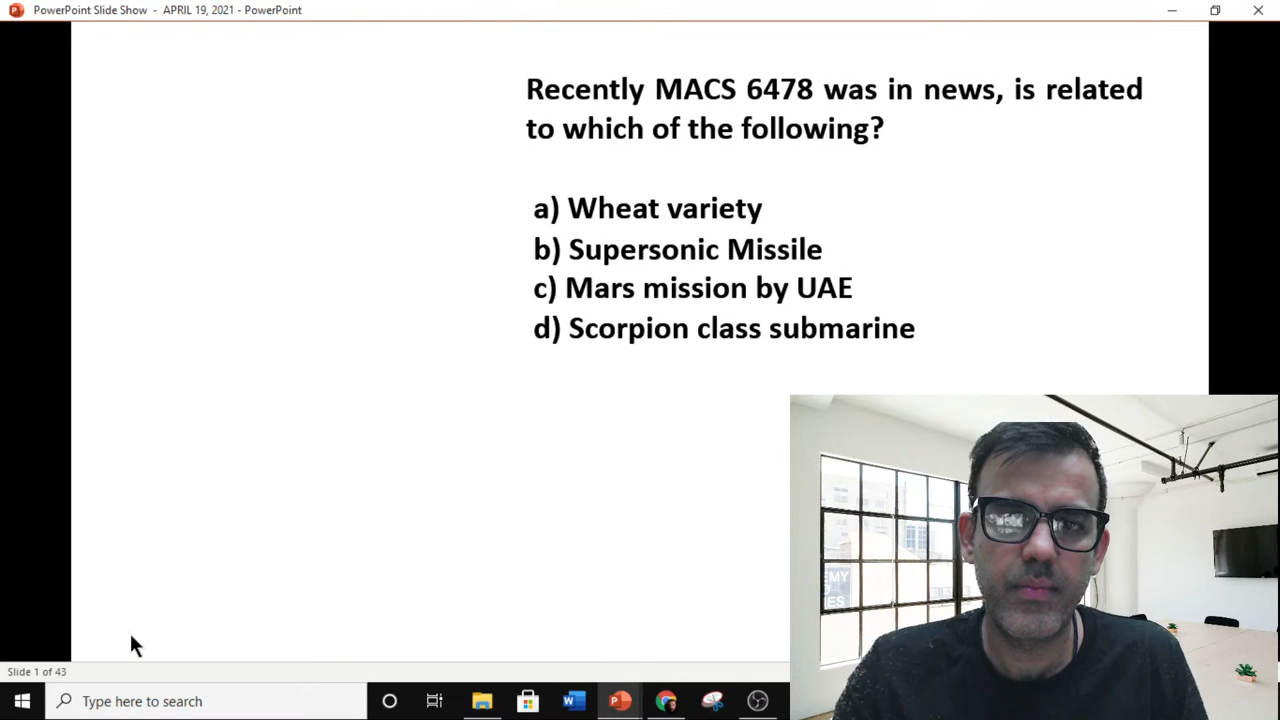 PowerPoint Slide Show - APRIL 19, 2021 - PowerPoint
Recently MACS 6478 was in news, is related
to which of the following?
a) Wheat variety
b) Supersonic Missile
c) Mars mission by UAE
d) Scorpion class submarine
Slide 1 of 43
Type here to search